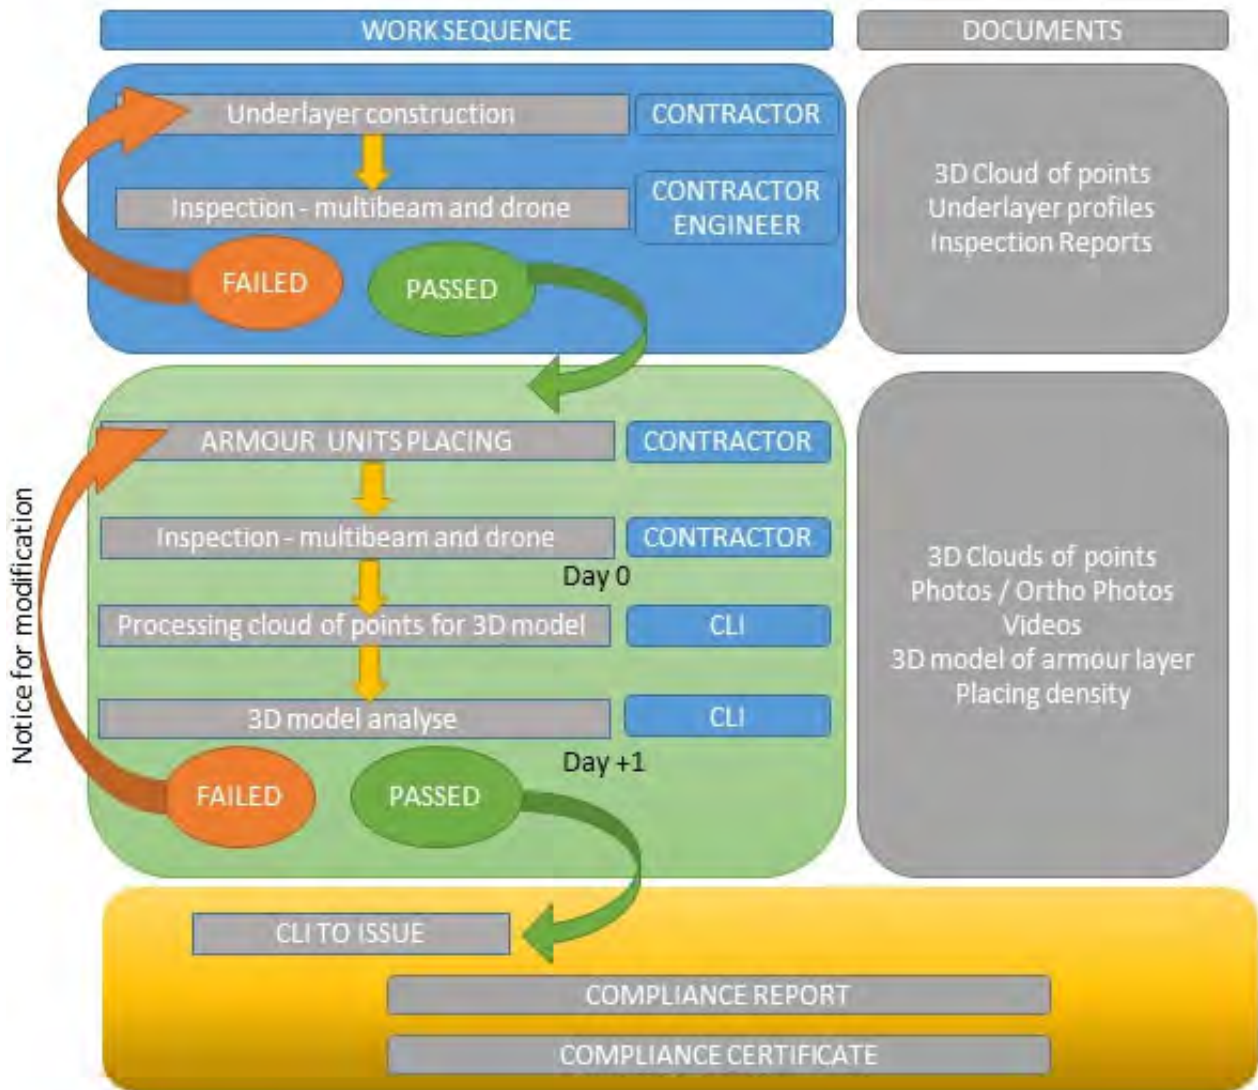 WORK SEQUENCE
DOCUMENTS
Underlayer construction
CONTRACTOR
Inspection - multibeam and drone
CONTRACTOR
ENGINEER
FAILED
PASSED
3D Cloud of points
Underlayer profiles
Inspection Reports
Notice for modification
ARMOUR UNITS PLACING
CONTRACTOR
Inspection - multibeam and drone
CONTRACTOR
Day 0
Processing cloud of points for 3D model
CLI
3D model analyse
CLI
Day +1
FAILED
PASSED
3D Clouds of points
Photos / Ortho Photos
Videos
3D model of armour layer
Placing density
CLI TO ISSUE
COMPLIANCE REPORT
COMPLIANCE CERTIFICATE